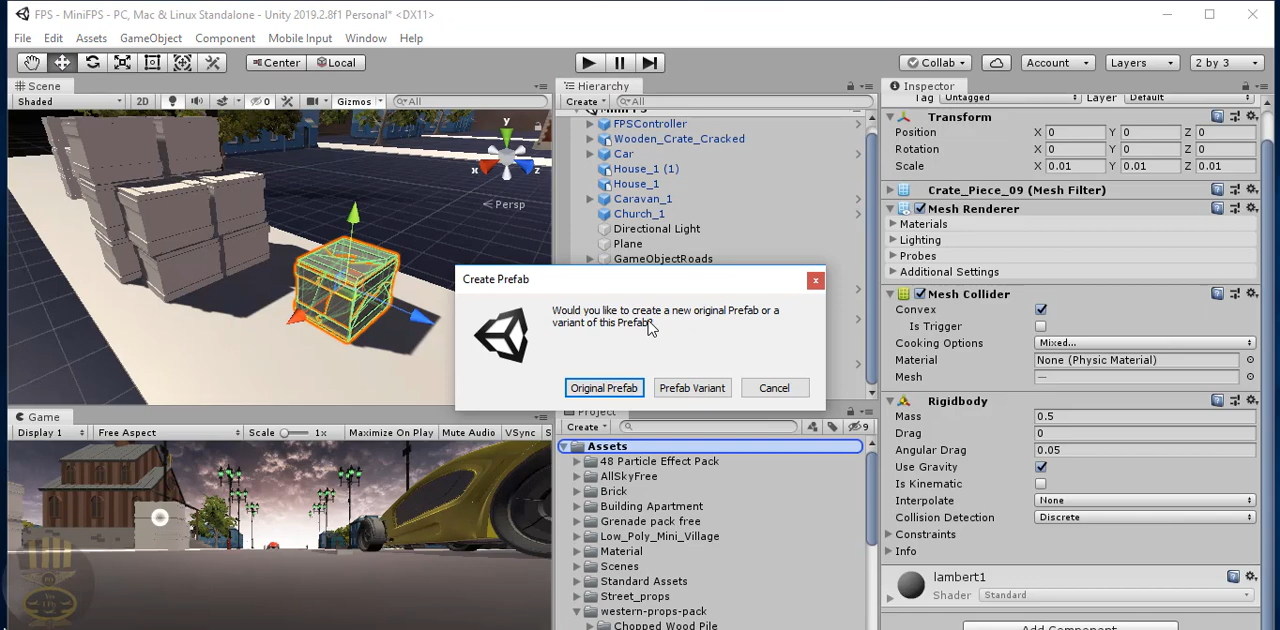 FPS - MiniFPS - PC, Mac & Linux Standalone - Unity 2019.2.8f1 Personal* <DX11>
File Edit Assets GameObject Component Mobile Input Window Help
Center Local Collab Account Layers 2 by 3
Scene
Shaded 2D 0 Gizmos All
y
x
z
Persp
Hierarchy
Create All
FPSController
Wooden_Crate_Cracked
Car
House_1 (1)
House_1
Caravan_1
Church_1
Directional Light
Plane
GameObjectRoads
Create Prefab
x
Would you like to create a new original Prefab or a
variant of this Prefab?
Original Prefab Prefab Variant Cancel
Game
Display 1 Free Aspect Scale 1x Maximize On Play Mute Audio VSync S
Project
Create 9
Assets
48 Particle Effect Pack
AllSkyFree
Brick
Building Apartment
Grenade pack free
Low_Poly_Mini_Village
Material
Scenes
Standard Assets
Street_props
western-props-pack
Chopped Wood Pile
Inspector
Tag Untagged Layer Default
Transform
Position X 0 Y 0 Z 0
Rotation X 0 Y 0 Z 0
Scale X 0.01 Y 0.01 Z 0.01
Crate_Piece_09 (Mesh Filter)
Mesh Renderer
Materials
Lighting
Probes
Additional Settings
Mesh Collider
Convex
Is Trigger
Cooking Options Mixed...
Material None (Physic Material)
Mesh —
Rigidbody
Mass 0.5
Drag 0
Angular Drag 0.05
Use Gravity
Is Kinematic
Interpolate None
Collision Detection Discrete
Constraints
Info
lambert1
Shader Standard
Add Component